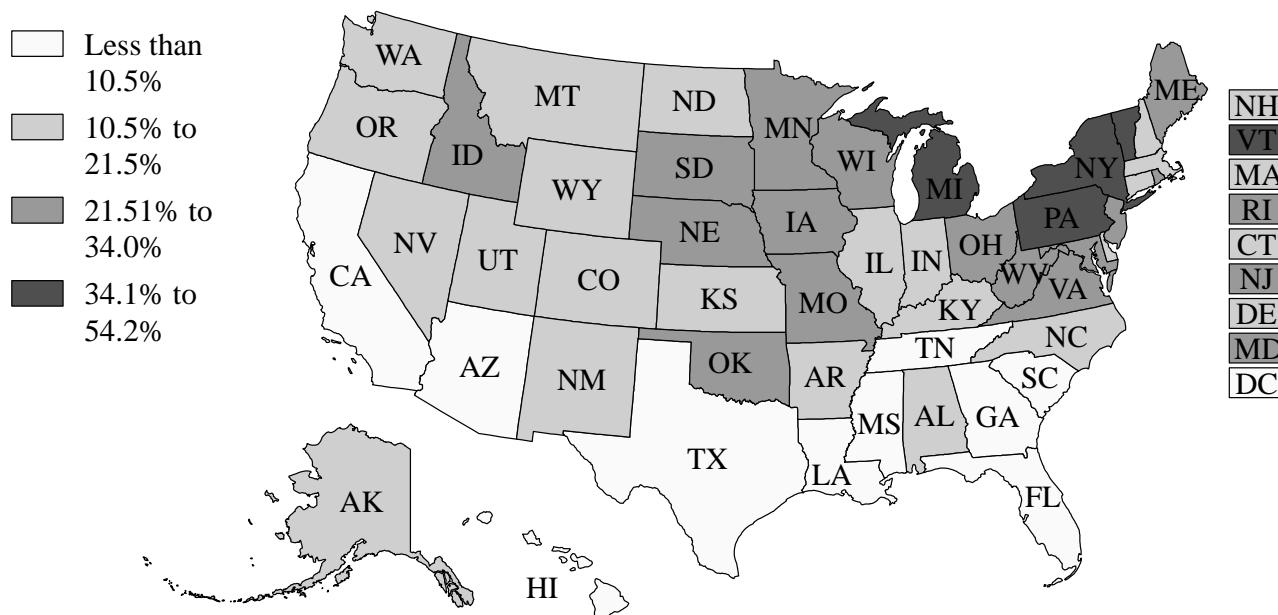 Less than
10.5%
10.5% to
21.5%
21.51% to
34.0%
34.1% to
54.2%
WA
OR
CA
ID
NV
AZ
MT
WY
UT
CO
NM
ND
SD
NE
KS
OK
TX
MN
IA
MO
AR
LA
WI
IL
MS
MI
IN
KY
TN
AL
OH
WV
GA
FL
SC
NC
VA
PA
NY
ME
NH
VT
MA
RI
CT
NJ
DE
MD
DC
AK
HI